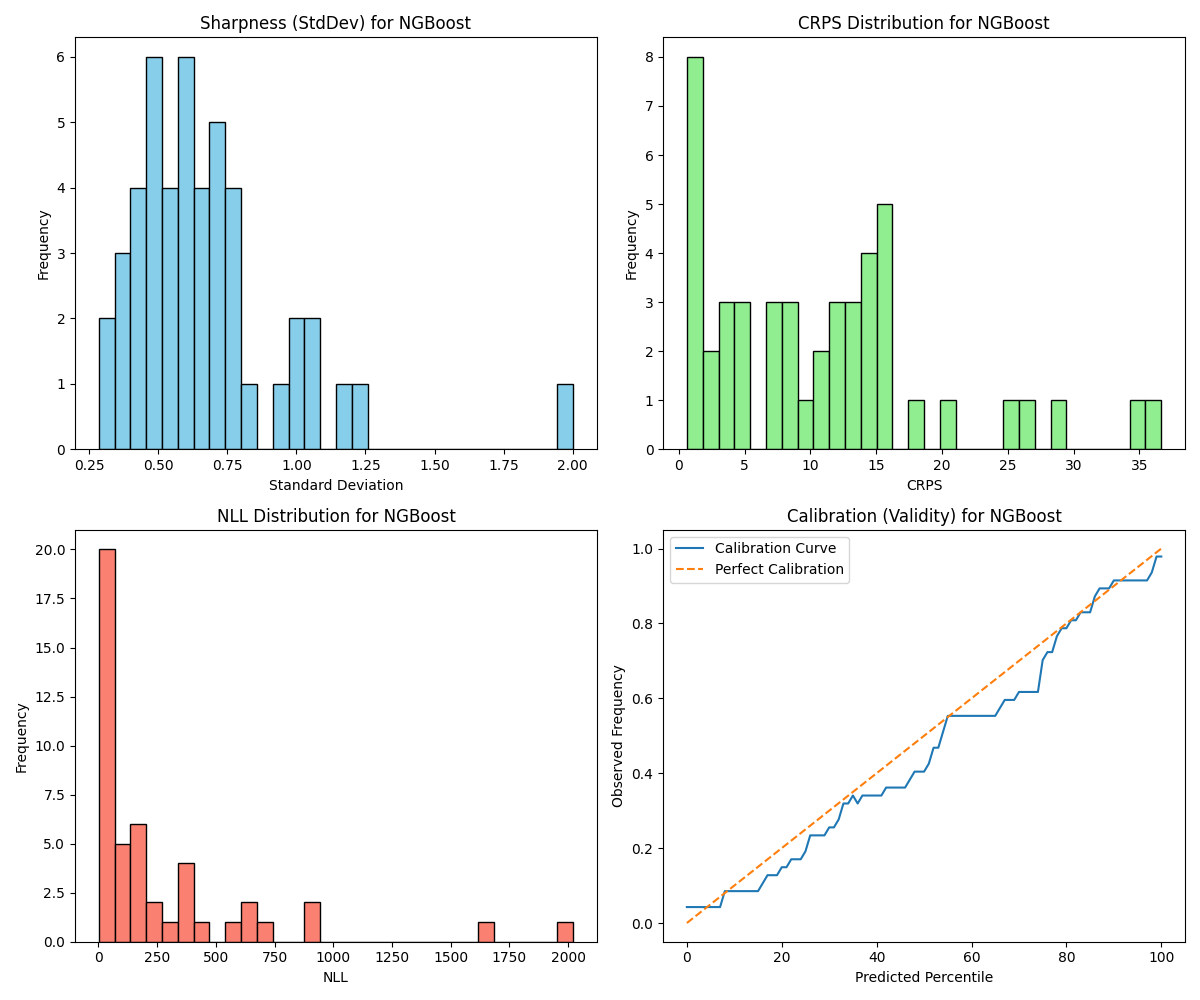 Sharpness (StdDev) for NGBoost
Frequency
6
5
4
3
2
1
0
0.25 0.50 0.75 1.00 1.25 1.50 1.75 2.00
Standard Deviation
CRPS Distribution for NGBoost
Frequency
8
7
6
5
4
3
2
1
0
0 5 10 15 20 25 30 35
CRPS
NLL Distribution for NGBoost
Frequency
20.0
17.5
15.0
12.5
10.0
7.5
5.0
2.5
0.0
0 250 500 750 1000 1250 1500 1750 2000
NLL
Calibration (Validity) for NGBoost
Calibration Curve
Perfect Calibration
Observed Frequency
1.0
0.8
0.6
0.4
0.2
0.0
0 20 40 60 80 100
Predicted Percentile